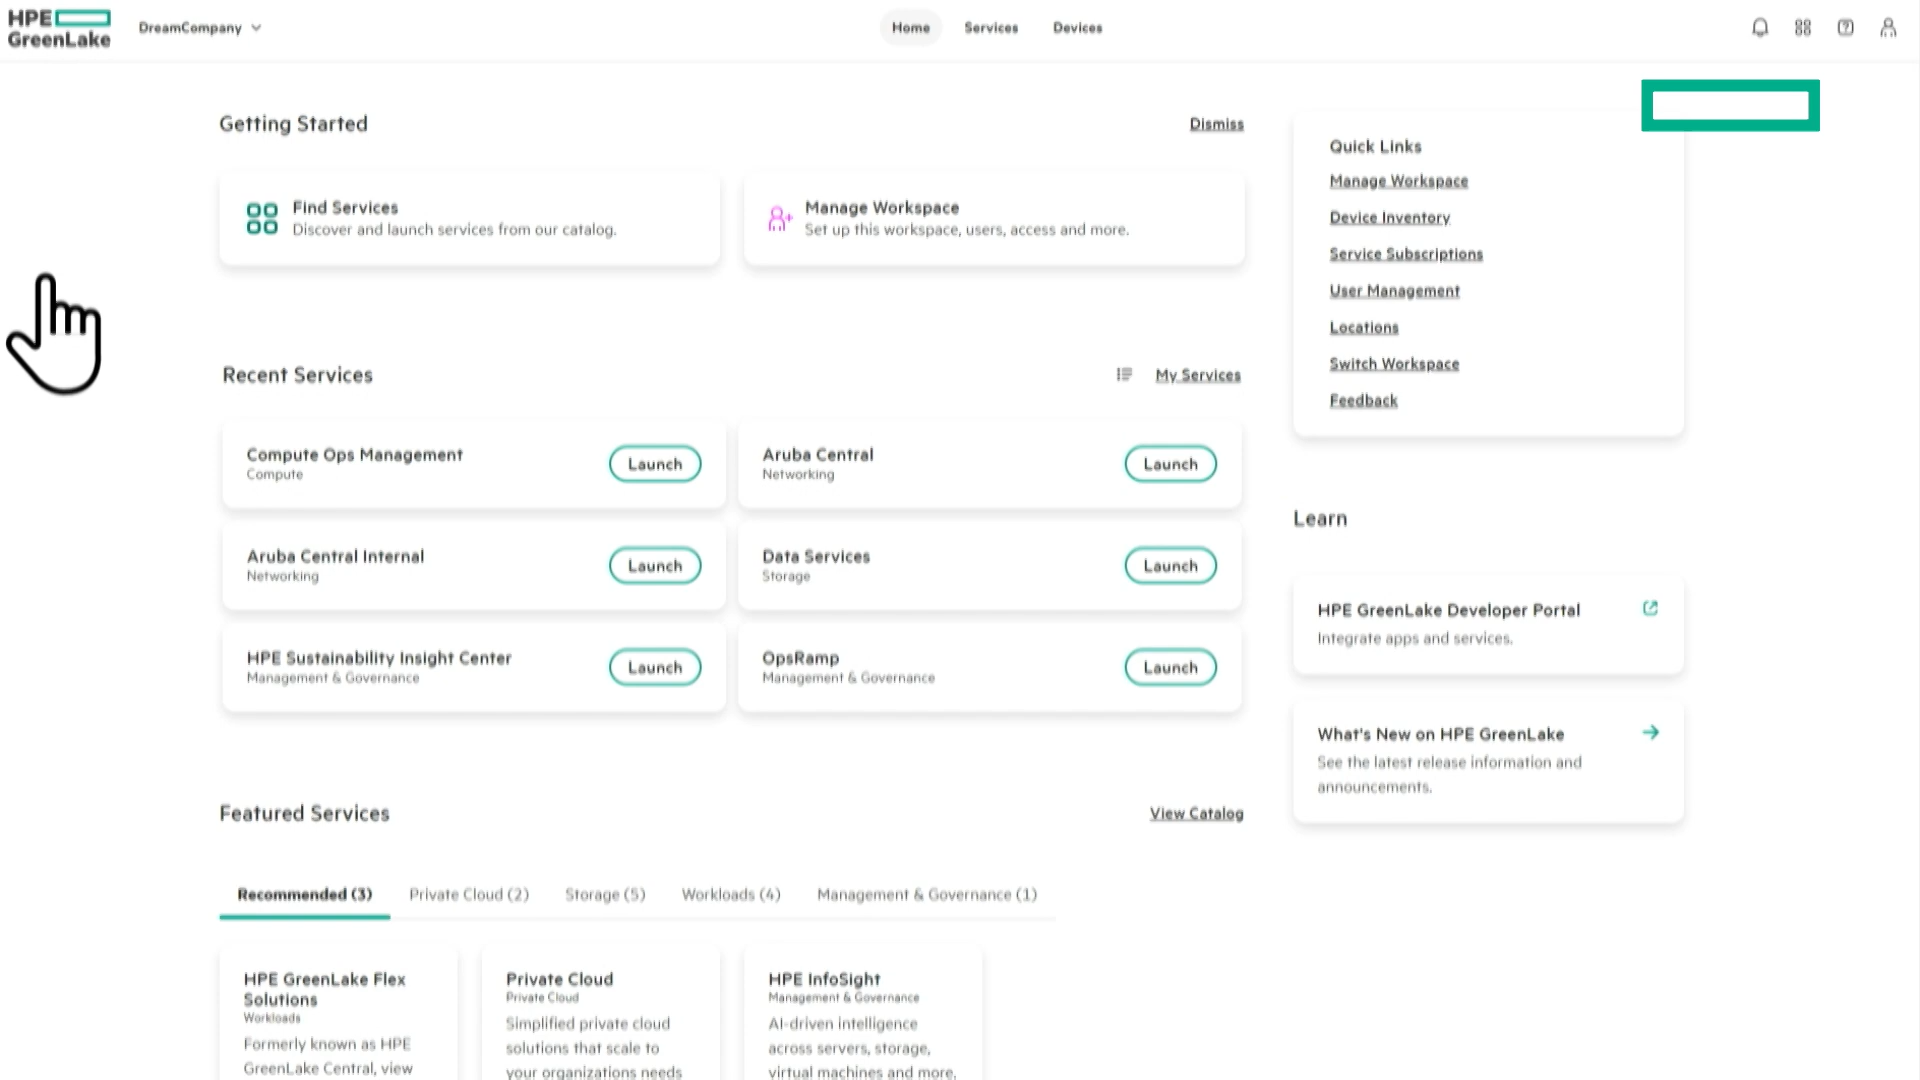 HPE
GreenLake
DreamCompany
Home
Services
Devices
Getting Started
Dismiss
Find Services
Discover and launch services from our catalog.
Manage Workspace
Set up this workspace, users, access and more.
Quick Links
Manage Workspace
Device Inventory
Service Subscriptions
User Management
Locations
Switch Workspace
Feedback
Recent Services
My Services
Compute Ops Management
Compute
Launch
Aruba Central
Networking
Launch
Aruba Central Internal
Networking
Launch
Data Services
Storage
Launch
HPE Sustainability Insight Center
Management & Governance
Launch
OpsRamp
Management & Governance
Launch
Learn
HPE GreenLake Developer Portal
Integrate apps and services.
What's New on HPE GreenLake
See the latest release information and
announcements.
Featured Services
View Catalog
Recommended (3)
Private Cloud (2)
Storage (5)
Workloads (4)
Management & Governance (1)
HPE GreenLake Flex
Solutions
Workloads
Formerly known as HPE
GreenLake Central, view
Private Cloud
Private Cloud
Simplified private cloud
solutions that scale to
your organizations needs
HPE InfoSight
Management & Governance
AI-driven intelligence
across servers, storage,
virtual machines and more.